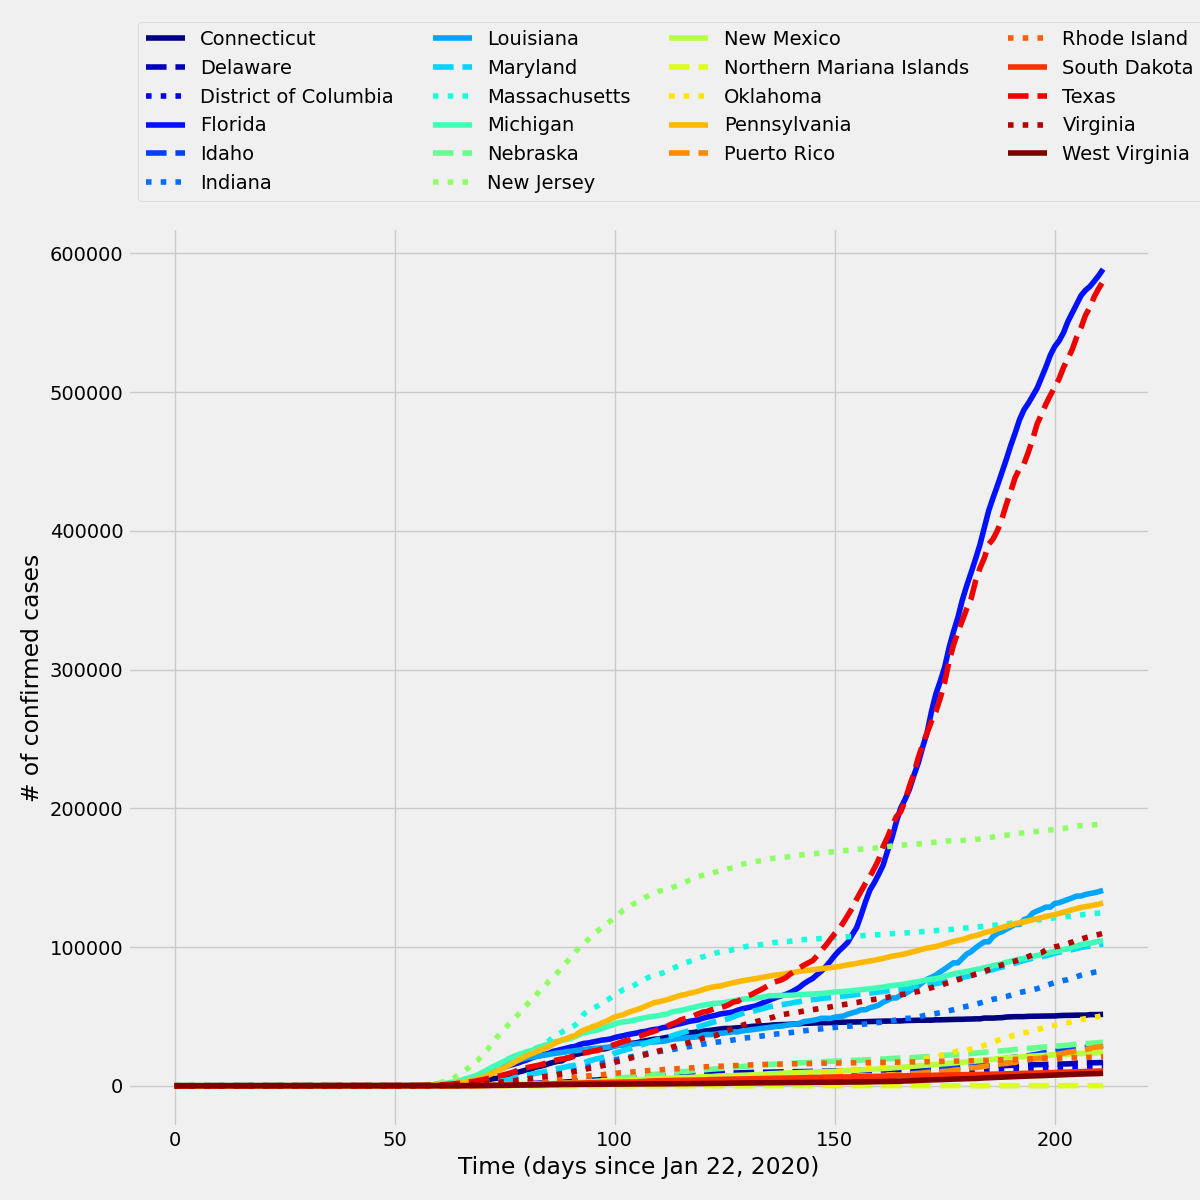 Connecticut
Delaware
District of Columbia
Florida
Idaho
Indiana
Louisiana
Maryland
Massachusetts
Michigan
Nebraska
New Jersey
New Mexico
Northern Mariana Islands
Oklahoma
Pennsylvania
Puerto Rico
Rhode Island
South Dakota
Texas
Virginia
West Virginia
# of confirmed cases
600000
500000
400000
300000
200000
100000
0
0 50 100 150 200
Time (days since Jan 22, 2020)